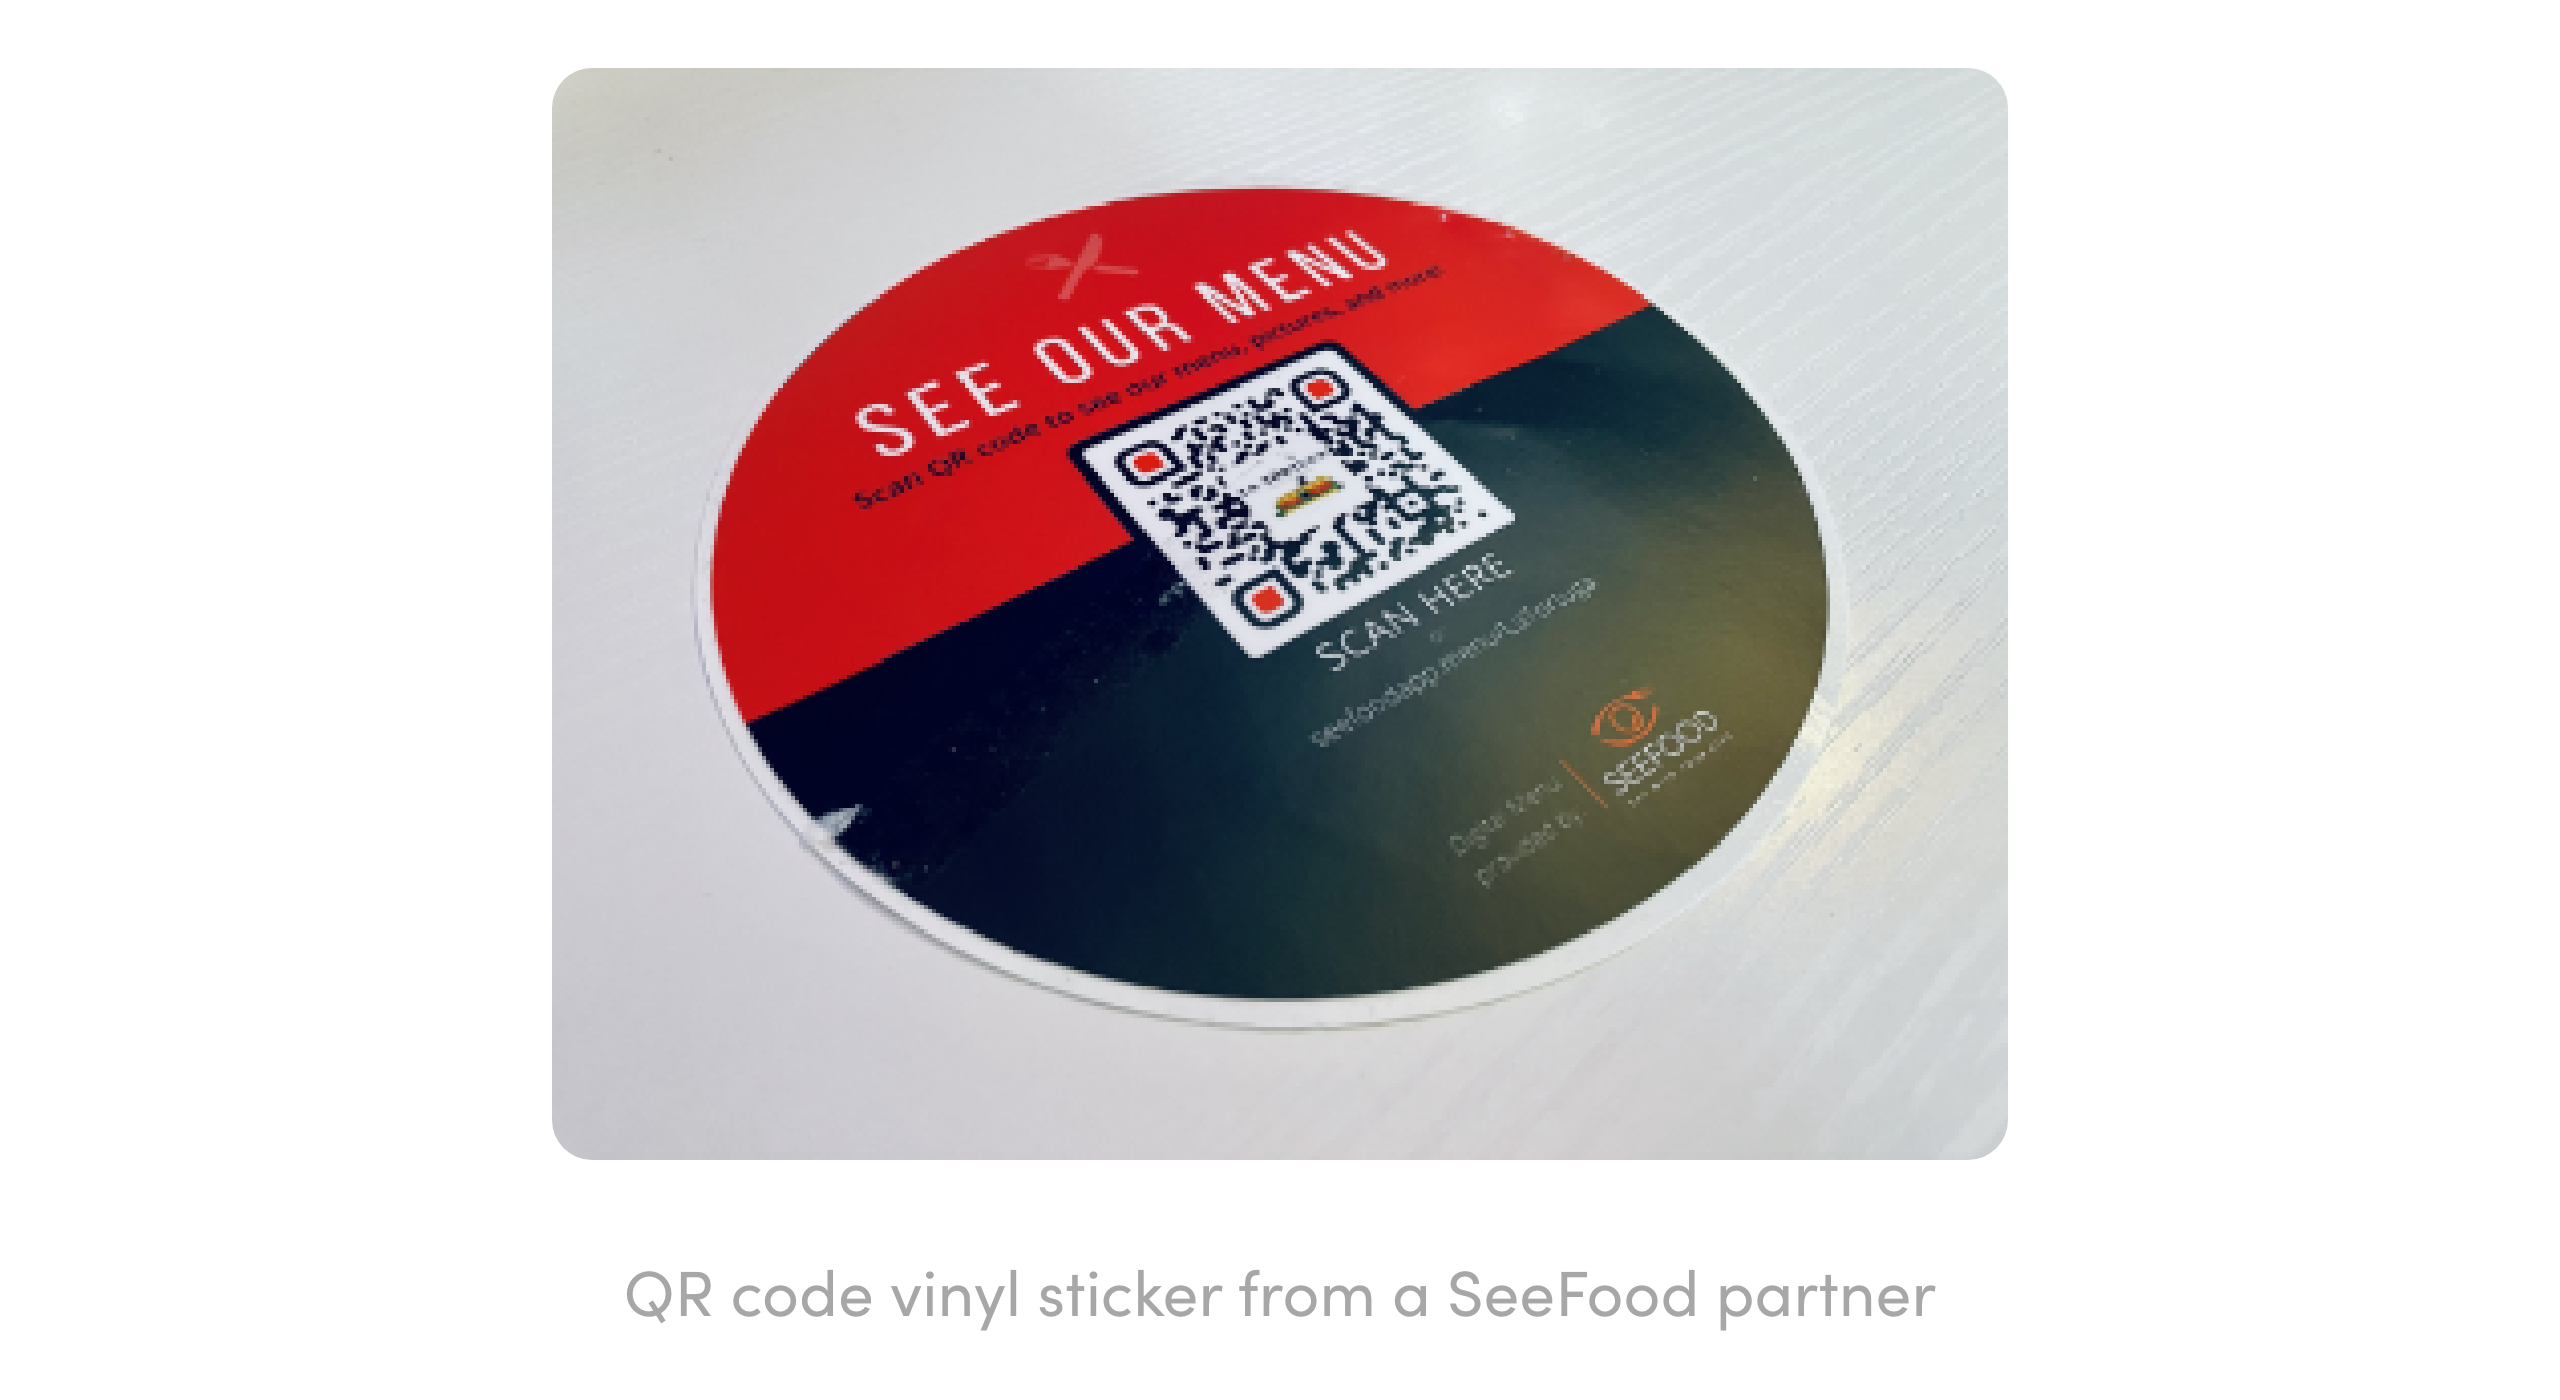 SEE OUR MENU
Scan QR code to see our menu, pictures, and more!
SCAN HERE
or
Digital Menu
provided by
SEEFOOD
QR code vinyl sticker from a SeeFood partner